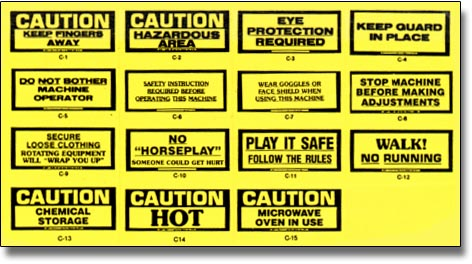 CAUTION
KEEP FINGERS
AWAY
C-1
CAUTION
HAZARDOUS
AREA
C-2
EYE
PROTECTION
REQUIRED
C-3
KEEP GUARD
IN PLACE
C-4
DO NOT BOTHER
MACHINE
OPERATOR
C-5
SAFETY INSTRUCTION
REQUIRED BEFORE
OPERATING THIS MACHINE
C-6
WEAR GOGGLES OR
FACE SHIELD WHEN
USING THIS MACHINE
C-7
STOP MACHINE
BEFORE MAKING
ADJUSTMENTS
C-8
SECURE
LOOSE CLOTHING
ROTATING EQUIPMENT
WILL "WRAP YOU UP"
C-9
NO
"HORSEPLAY"
SOMEONE COULD GET HURT
C-10
PLAY IT SAFE
FOLLOW THE RULES
C-11
WALK!
NO RUNNING
C-12
CAUTION
CHEMICAL
STORAGE
C-13
CAUTION
HOT
C14
CAUTION
MICROWAVE
OVEN IN USE
C-15